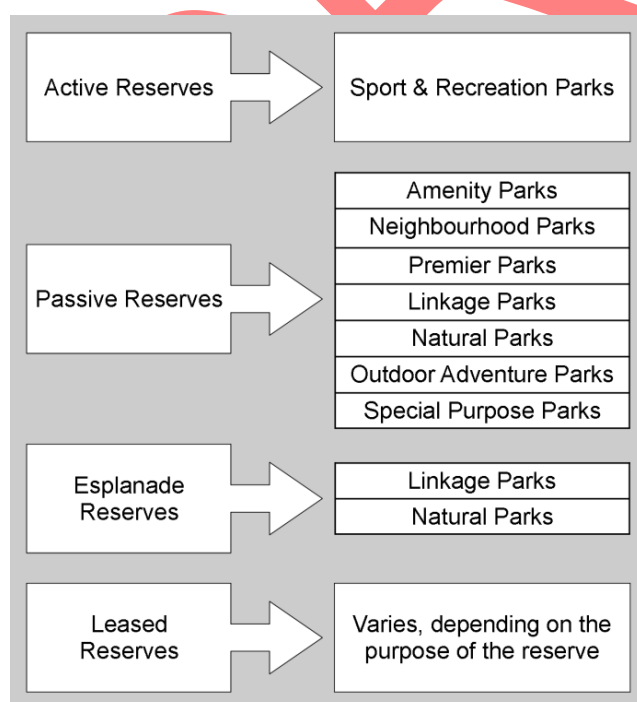 Active Reserves
Sport & Recreation Parks
Passive Reserves
Amenity Parks
Neighbourhood Parks
Premier Parks
Linkage Parks
Natural Parks
Outdoor Adventure Parks
Special Purpose Parks
Esplanade
Reserves
Linkage Parks
Natural Parks
Leased
Reserves
Varies, depending on the
purpose of the reserve